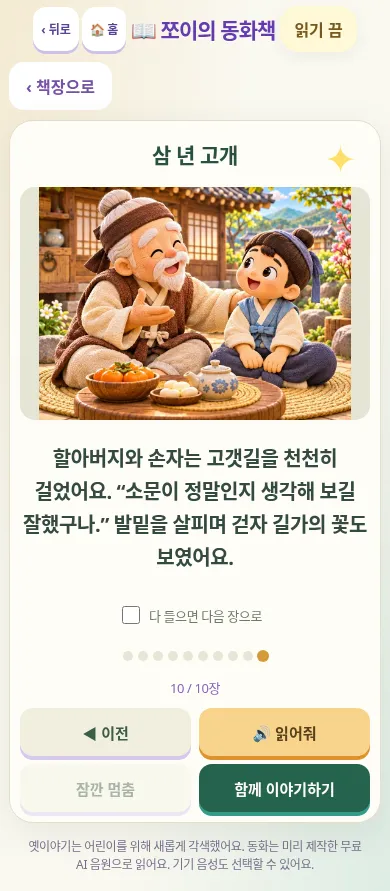 ‹ 뒤로
🏠 홈
📖 쪼이의 동화책
읽기 끔
‹ 책장으로
삼 년 고개
할아버지와 손자는 고갯길을 천천히
걸었어요. “소문이 정말인지 생각해 보길
잘했구나.” 발밑을 살피며 걷자 길가의 꽃도
보였어요.
다 들으면 다음 장으로
10 / 10장
◀ 이전
🔊 읽어줘
잠깐 멈춤
함께 이야기하기
옛이야기는 어린이를 위해 새롭게 각색했어요. 동화는 미리 제작한 무료
AI 음원으로 읽어요. 기기 음성도 선택할 수 있어요.